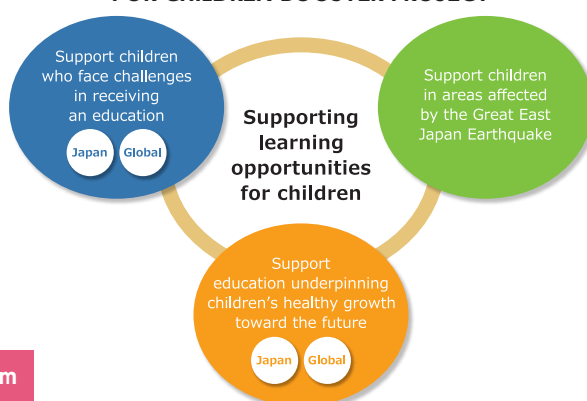 Support children
who face challenges
in receiving
an education
Japan Global
Supporting
learning
opportunities
for children
Support children
in areas affected
by the Great East
Japan Earthquake
Support
education underpinning
children's healthy growth
toward the future
Japan Global